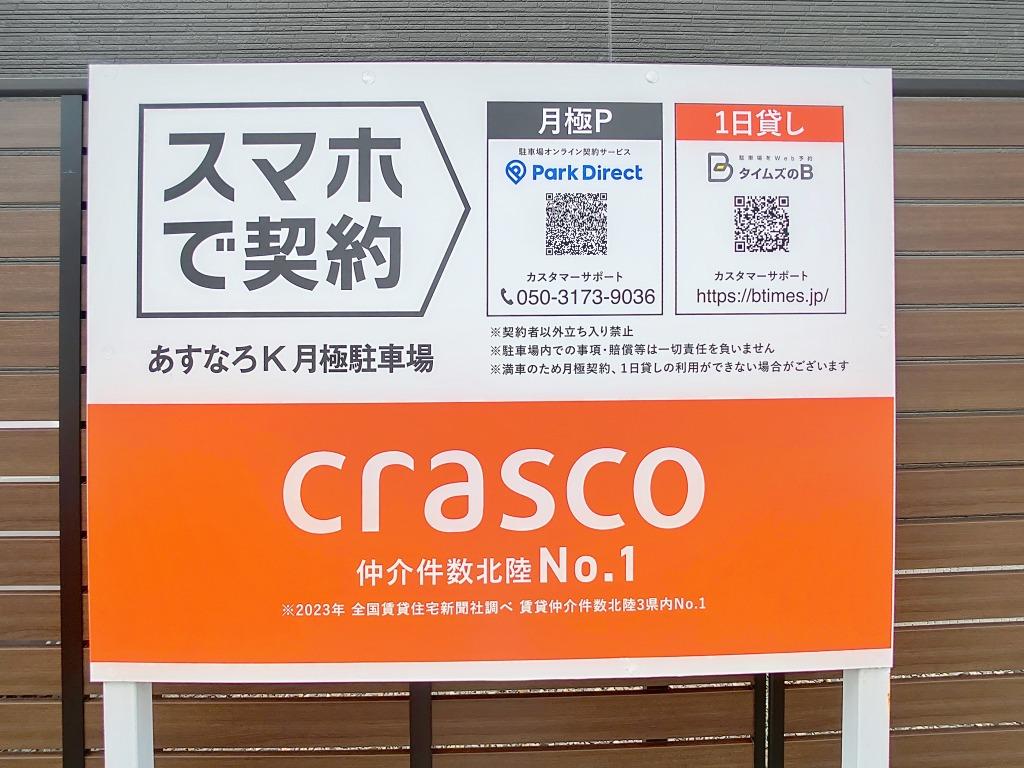 スマホ
で契約
あすなろK月極駐車場
月極P
駐車場オンライン契約サービス
Park Direct
カスタマーサポート
050-3173-9036
1日貸し
駐車場をWeb予約
タイムズのB
カスタマーサポート
https://btimes.jp/
※契約者以外立ち入り禁止
※駐車場内での事項・賠償等は一切責任を負いません
※満車のため月極契約、1日貸しの利用ができない場合がございます
crasco
仲介件数北陸No.1
※2023年 全国賃貸住宅新聞社調べ 賃貸仲介件数北陸3県内No.1